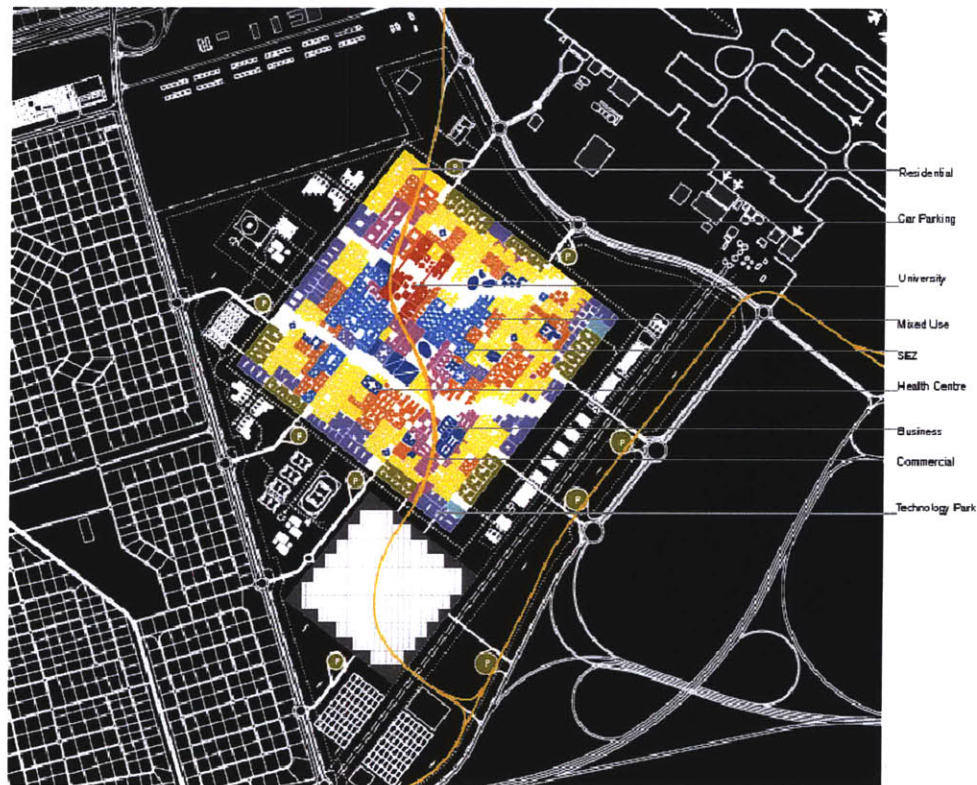 Residential
Car Parking
University
Mixed Use
SEZ
Health Centre
Business
Commercial
Technology Park
P
P
P
P
P
P
P
P
P